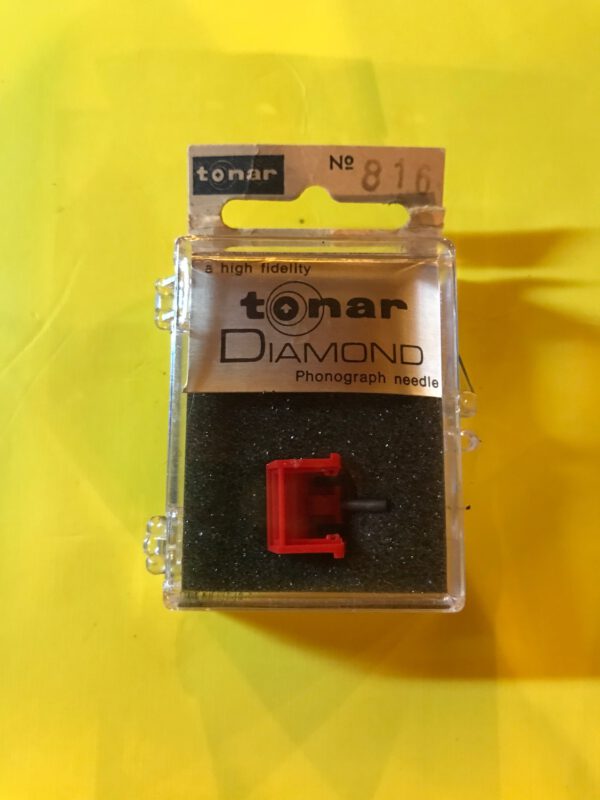 tonar Nº 816
a high fidelity
tonar
DIAMOND
Phonograph needle